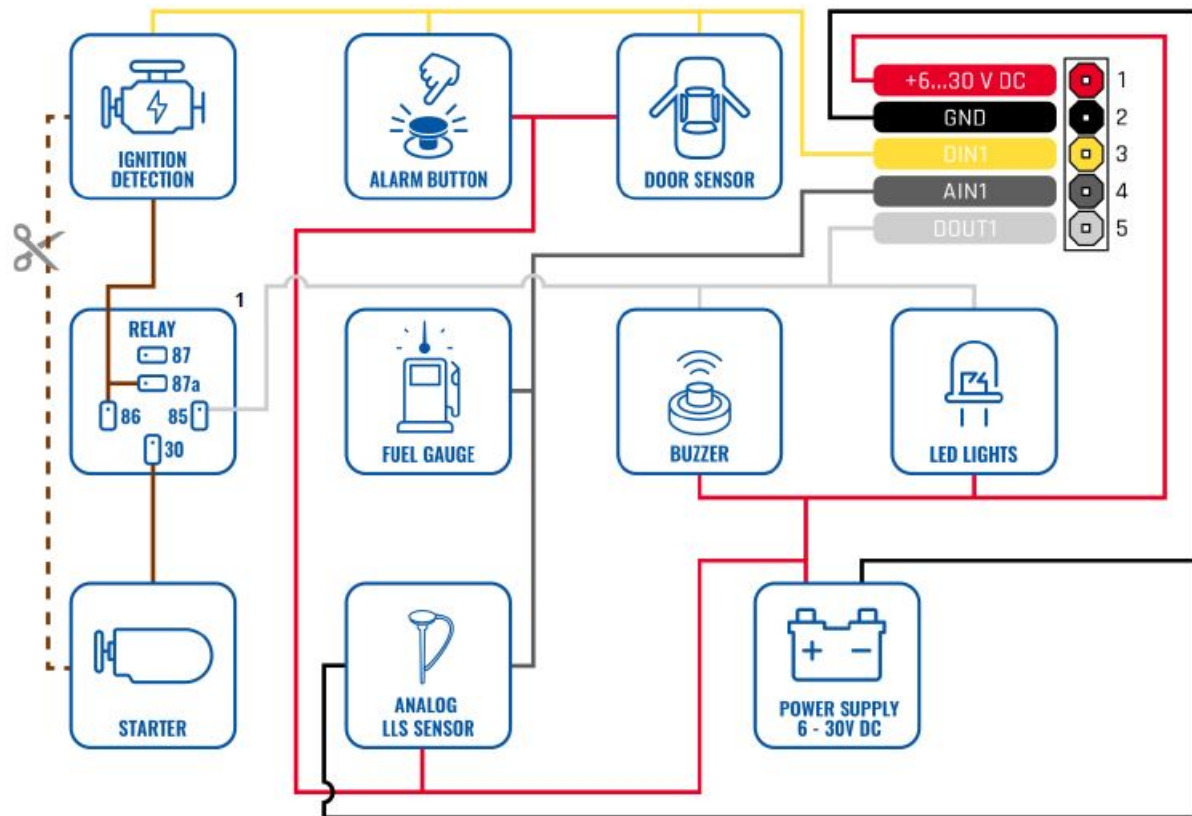 IGNITION
DETECTION
ALARM BUTTON
DOOR SENSOR
+6...30 V DC
1
GND
2
DIN1
3
AIN1
4
DOUT1
5
1
RELAY
87
87a
86
85
30
FUEL GAUGE
BUZZER
LED LIGHTS
STARTER
ANALOG
LLS SENSOR
POWER SUPPLY
6 - 30V DC